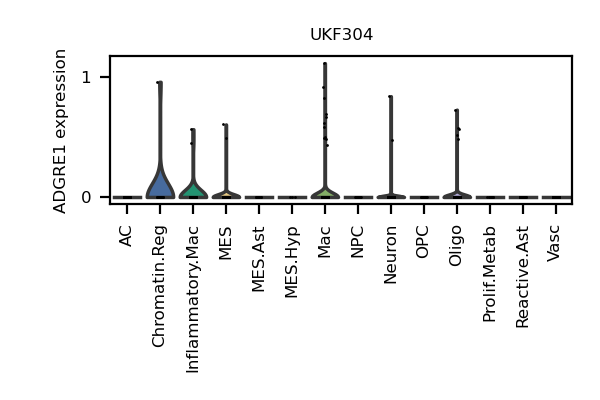 UKF304
ADGRE1 expression
1
0
AC
Chromatin.Reg
Inflammatory.Mac
MES
MES.Ast
MES.Hyp
Mac
NPC
Neuron
OPC
Oligo
Prolif.Metab
Reactive.Ast
Vasc